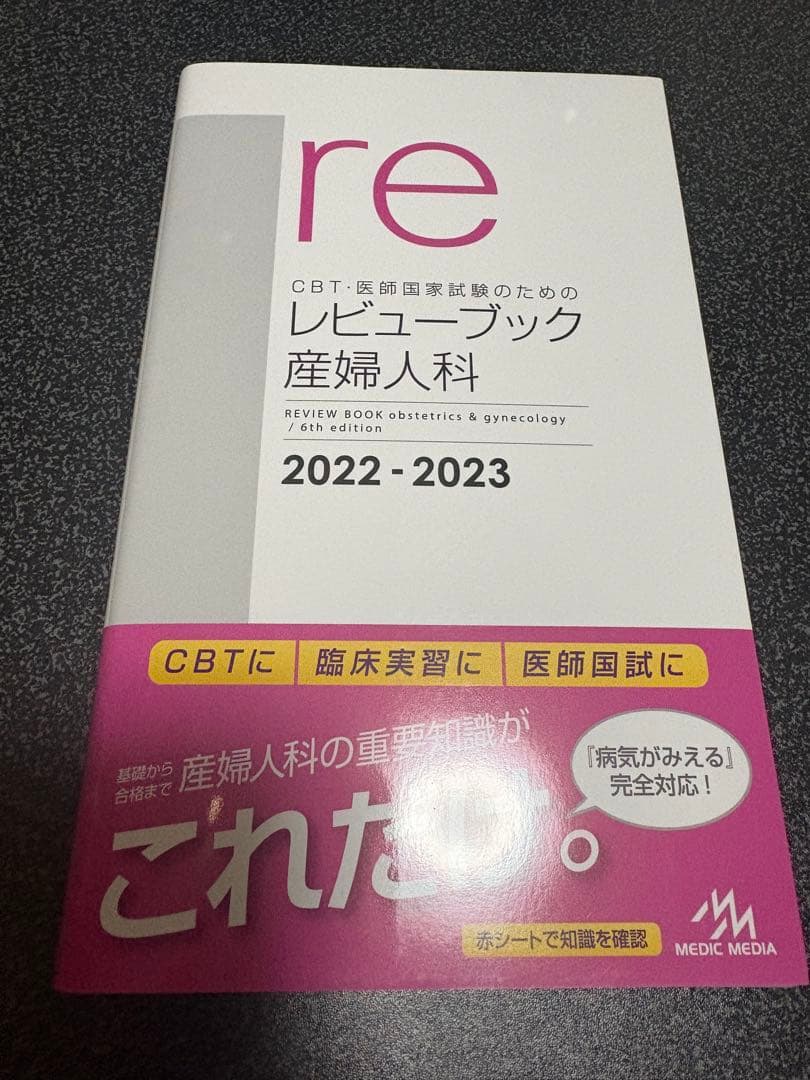 re
CBT・医師国家試験のための
レビューブック
産婦人科
REVIEW BOOK obstetrics & gynecology
/ 6th edition
2022-2023
CBTに 臨床実習に 医師国試に
基礎から
合格まで
産婦人科の重要知識が
これだけ。
『病気がみえる』
完全対応！
赤シートで知識を確認
MEDIC MEDIA